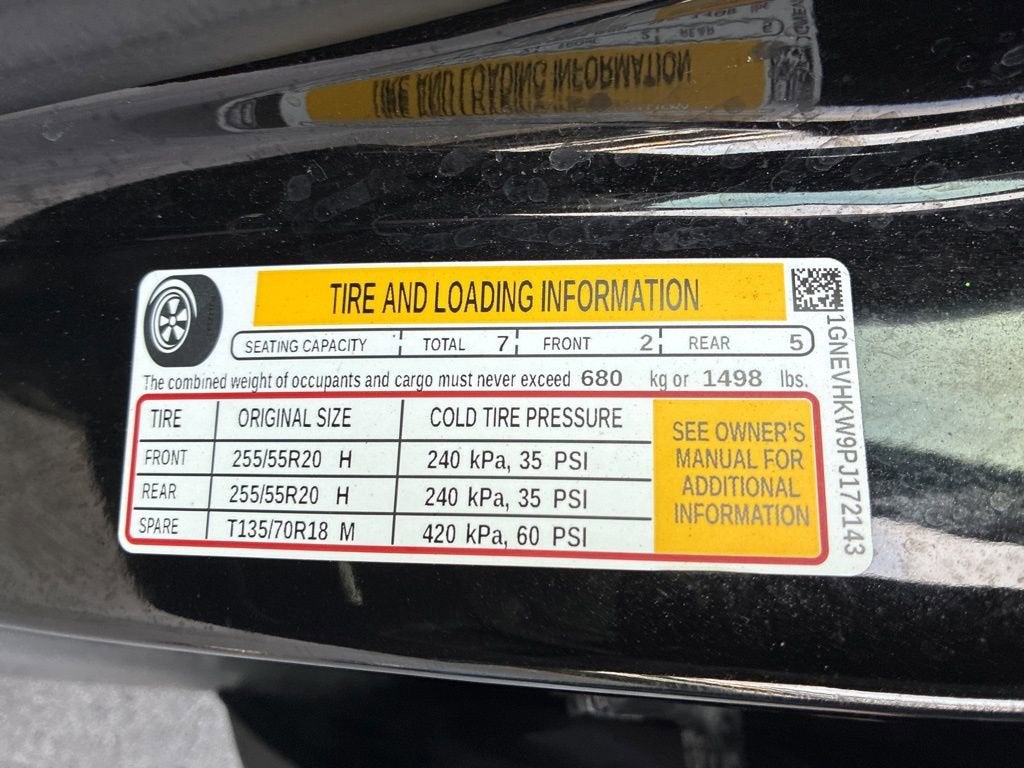 TIRE AND LOADING INFORMATION
SEATING CAPACITY TOTAL 7 FRONT 2 REAR 5
The combined weight of occupants and cargo must never exceed 680 kg or 1498 lbs.
TIRE ORIGINAL SIZE COLD TIRE PRESSURE
FRONT 255/55R20 H 240 kPa, 35 PSI
REAR 255/55R20 H 240 kPa, 35 PSI
SPARE T135/70R18 M 420 kPa, 60 PSI
SEE OWNER'S
MANUAL FOR
ADDITIONAL
INFORMATION
1GNEVHKW9PJ172143
TIRE AND LOADING INFORMATION